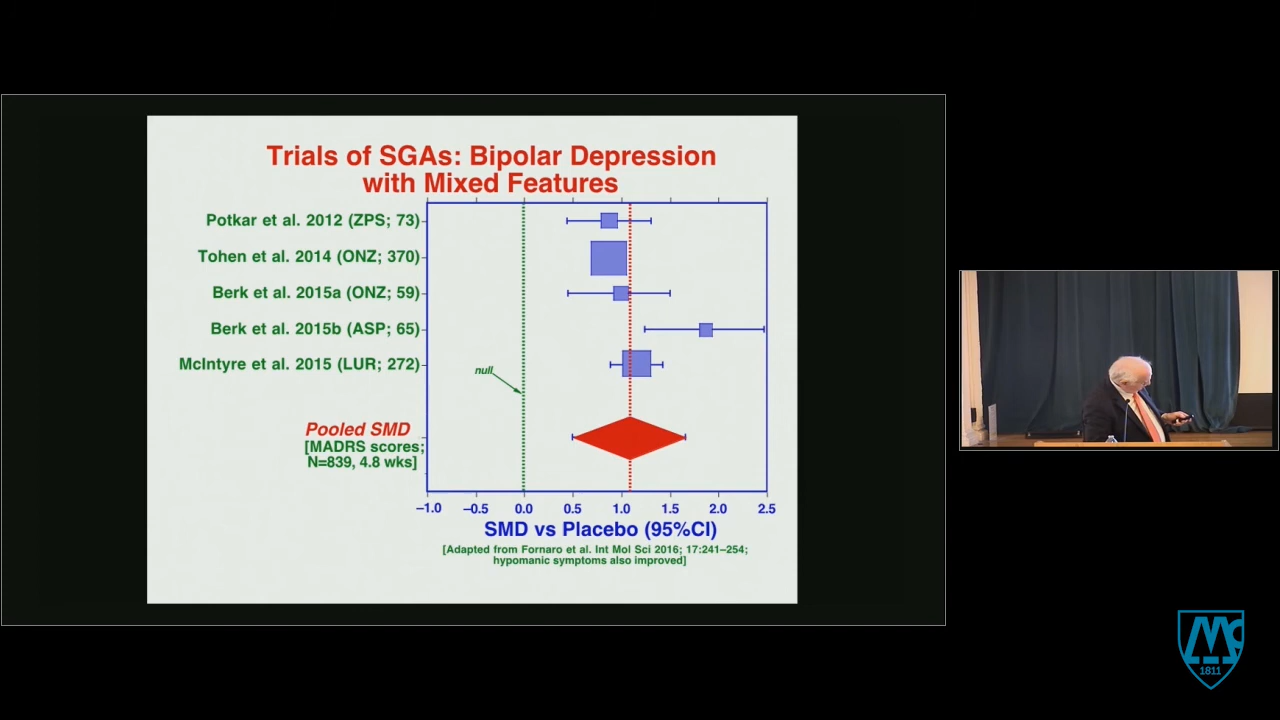 Trials of SGAs: Bipolar Depression
with Mixed Features
Potkar et al. 2012 (ZPS; 73)
Tohen et al. 2014 (ONZ; 370)
Berk et al. 2015a (ONZ; 59)
Berk et al. 2015b (ASP; 65)
McIntyre et al. 2015 (LUR; 272)
null
Pooled SMD
[MADRS scores;
N=839, 4.8 wks]
–1.0 –0.5 0.0 0.5 1.0 1.5 2.0 2.5
SMD vs Placebo (95%CI)
[Adapted from Fornaro et al. Int Mol Sci 2016; 17:241–254;
hypomanic symptoms also improved]
Mc
1811